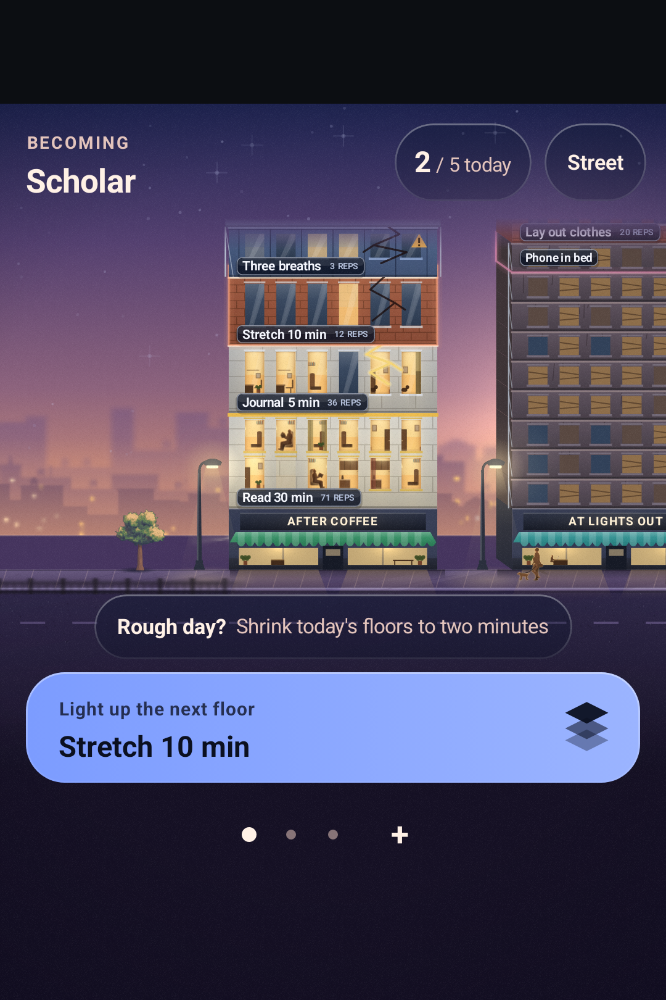 BECOMING
Scholar
2 / 5 today
Street
Lay out clothes 20 REPS
Phone in bed
Three breaths 3 REPS
Stretch 10 min 12 REPS
Journal 5 min 36 REPS
Read 30 min 71 REPS
AFTER COFFEE
AT LIGHTS OUT
Rough day? Shrink today's floors to two minutes
Light up the next floor
Stretch 10 min